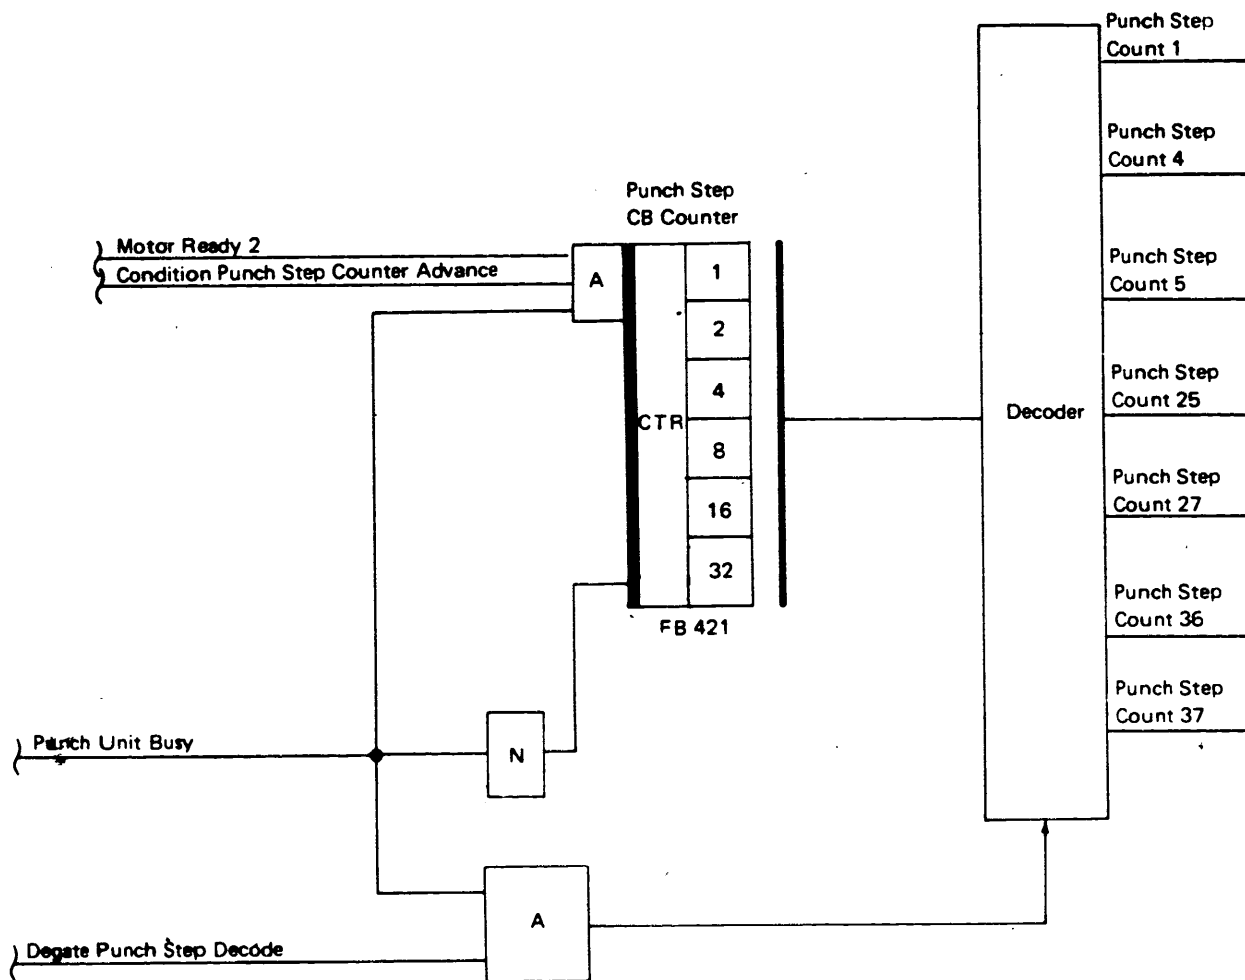 Punch Step
Count 1
Punch Step
Count 4
Punch Step
CB Counter
Motor Ready 2
Condition Punch Step Counter Advance
A
1
2
4
CTR
8
16
32
FB 421
Punch Step
Count 5
Punch Step
Count 25
Decoder
Punch Step
Count 27
Punch Step
Count 36
Punch Step
Count 37
Punch Unit Busy
N
A
Degate Punch Step Decode